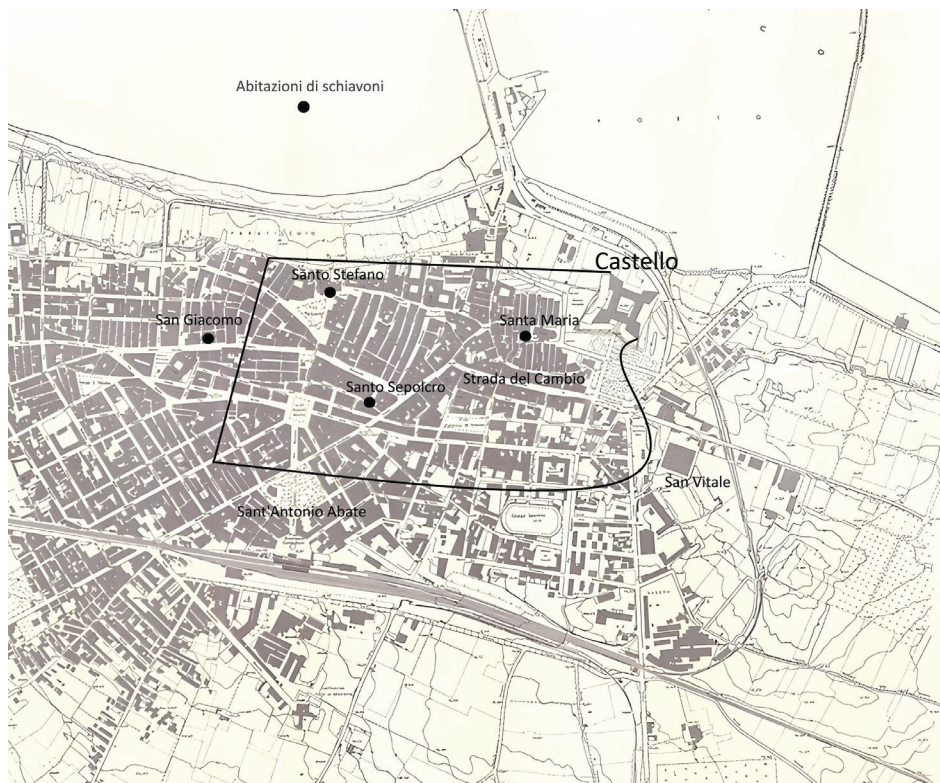 Abitazioni di schiavoni
Castello
Santo Stefano
San Giacomo
Santa Maria
Strada del Cambio
Santo Sepolcro
San Vitale
Sant'Antonio Abate